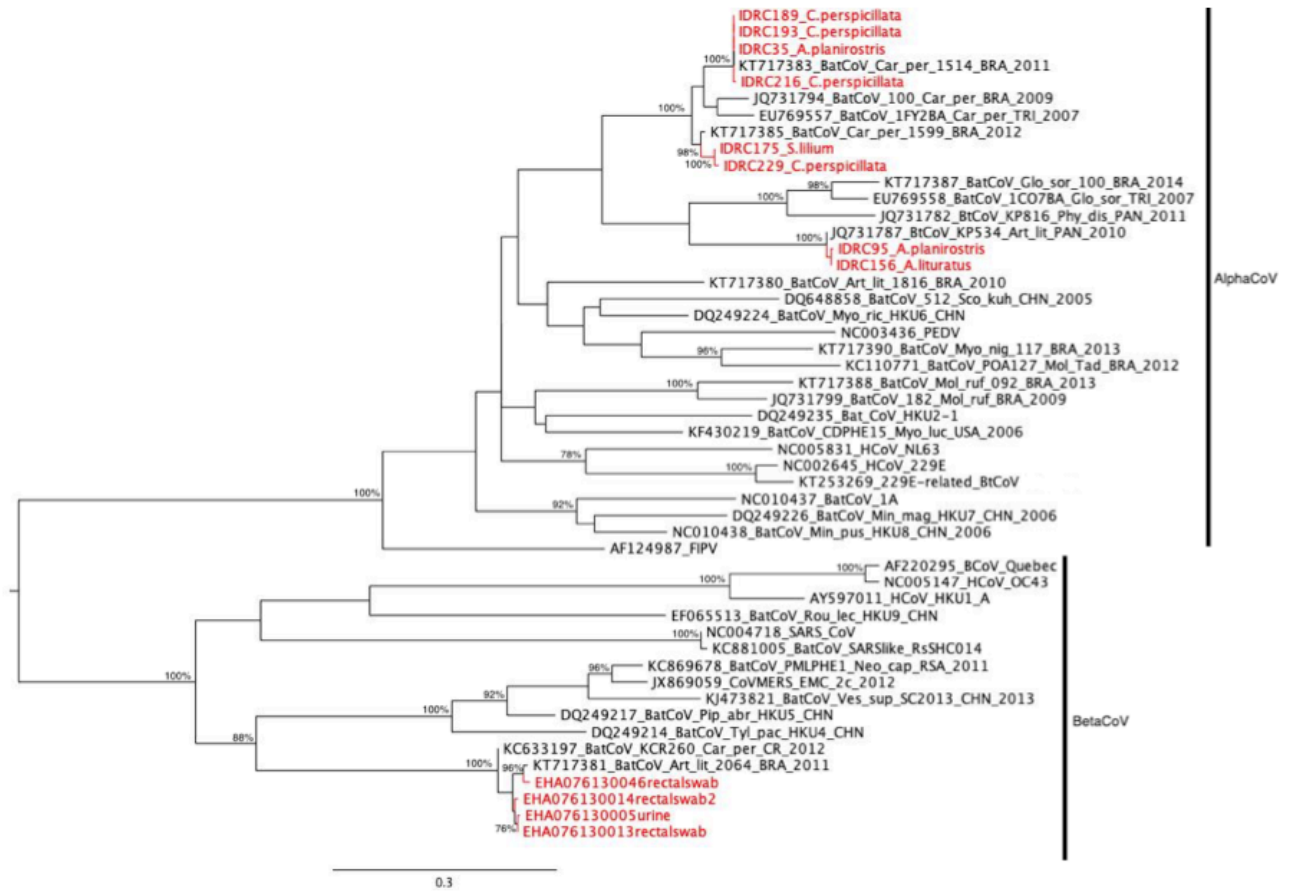 IDRC189_C.perspicillata
IDRC193_C.perspicillata
IDRC35_A.planirostris
100%
KT717383_BatCoV_Car_per_1514_BRA_2011
IDRC216_C.perspicillata
JQ731794_BatCoV_100_Car_per_BRA_2009
100%
EU769557_BatCoV_1FY2BA_Car_per_TRI_2007
KT717385_BatCoV_Car_per_1599_BRA_2012
98%
IDRC175_S.lilium
100%
IDRC229_C.perspicillata
98%
KT717387_BatCoV_Glo_sor_100_BRA_2014
100%
EU769558_BatCoV_1CO7BA_Glo_sor_TRI_2007
JQ731782_BtCoV_KP816_Phy_dis_PAN_2011
100%
JQ731787_BtCoV_KP534_Art_lit_PAN_2010
IDRC95_A.planirostris
IDRC156_A.lituratus
AlphaCoV
KT717380_BatCoV_Art_lit_1816_BRA_2010
DQ648858_BatCoV_512_Sco_kuh_CHN_2005
DQ249224_BatCoV_Myo_ric_HKU6_CHN
NC003436_PEDV
96%
KT717390_BatCoV_Myo_nig_117_BRA_2013
KC110771_BatCoV_POA127_Mol_Tad_BRA_2012
100%
KT717388_BatCoV_Mol_ruf_092_BRA_2013
JQ731799_BatCoV_182_Mol_ruf_BRA_2009
DQ249235_Bat_CoV_HKU2-1
KF430219_BatCoV_CDPHE15_Myo_luc_USA_2006
78%
NC005831_HCoV_NL63
100%
NC002645_HCoV_229E
KT253269_229E-related_BtCoV
100%
92%
NC010437_BatCoV_1A
DQ249226_BatCoV_Min_mag_HKU7_CHN_2006
NC010438_BatCoV_Min_pus_HKU8_CHN_2006
AF124987_FIPV
100%
AF220295_BCoV_Quebec
100%
NC005147_HCoV_OC43
AY597011_HCoV_HKU1_A
EF065513_BatCoV_Rou_lec_HKU9_CHN
100%
NC004718_SARS_CoV
KC881005_BatCoV_SARSlike_RsSHC014
100%
96%
KC869678_BatCoV_PMLPHE1_Neo_cap_RSA_2011
JX869059_CoVMERS_EMC_2c_2012
92%
KJ473821_BatCoV_Ves_sup_SC2013_CHN_2013
100%
DQ249217_BatCoV_Pip_abr_HKU5_CHN
BetaCoV
DQ249214_BatCoV_Tyl_pac_HKU4_CHN
88%
KC633197_BatCoV_KCR260_Car_per_CR_2012
100%
96%
KT717381_BatCoV_Art_lit_2064_BRA_2011
EHA076130046rectalswab
EHA076130014rectalswab2
EHA076130005urine
76%
EHA076130013rectalswab
0.3